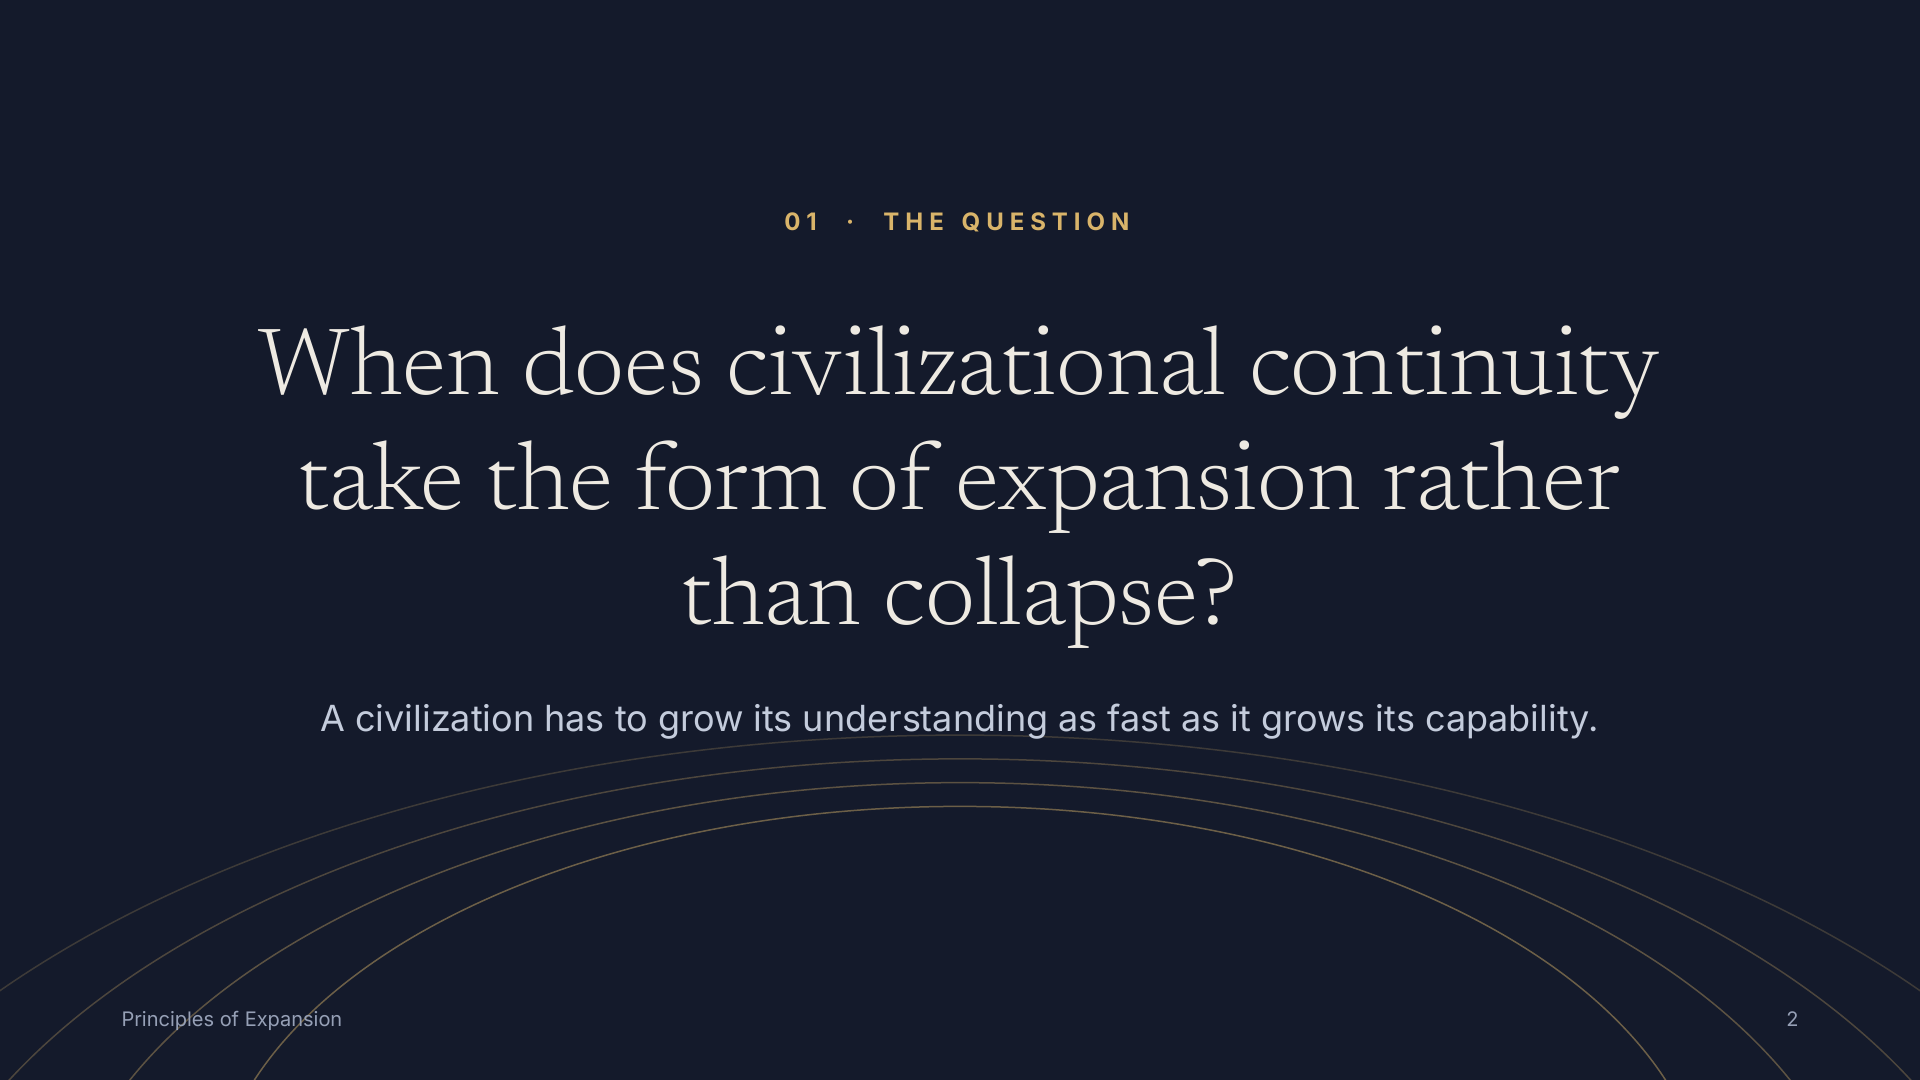 01 · THE QUESTION
When does civilizational continuity
take the form of expansion rather
than collapse?
A civilization has to grow its understanding as fast as it grows its capability.
Principles of Expansion
2